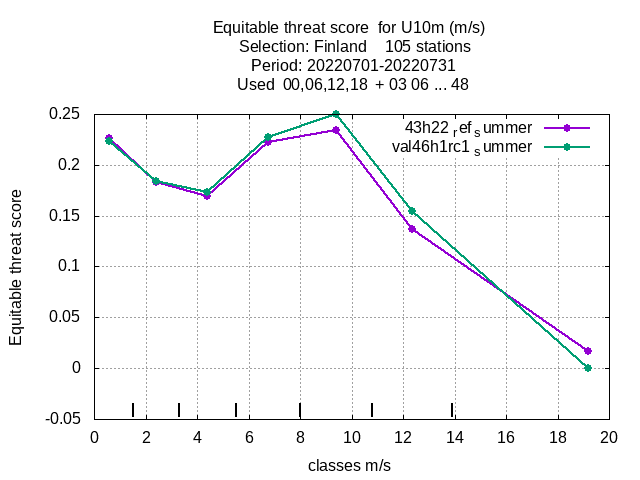 Equitable threat score  for U10m (m/s)
Selection: Finland    105 stations
Period: 20220701-20220731
Used  00,06,12,18  + 03 06 ... 48
43h22 refsummer
val46h1rc1 summer
Equitable threat score
0.25
0.2
0.15
0.1
0.05
0
-0.05
0 2 4 6 8 10 12 14 16 18 20
classes m/s